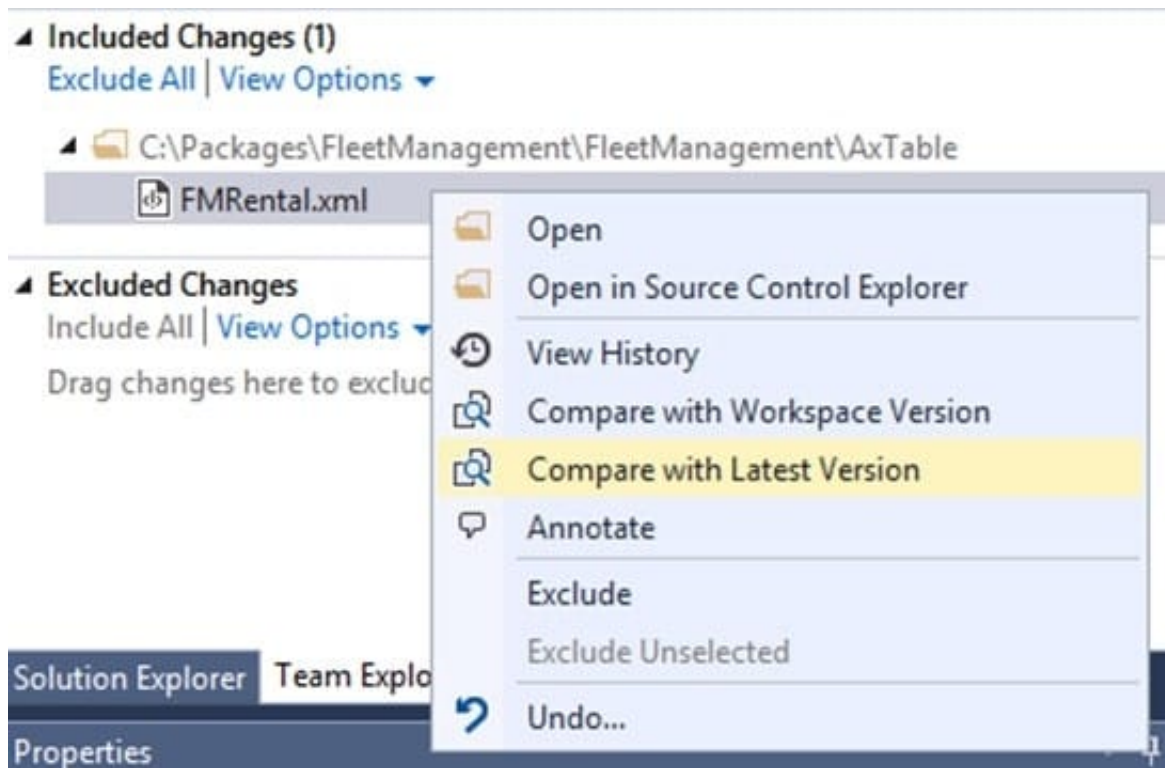 Included Changes (1)
Exclude All | View Options
C:\Packages\FleetManagement\FleetManagement\AxTable
FMRental.xml
Open
Open in Source Control Explorer
Excluded Changes
Include All | View Options
View History
Drag changes here to exclud
Compare with Workspace Version
Compare with Latest Version
Annotate
Exclude
Exclude Unselected
Solution Explorer Team Explo
Undo...
Properties